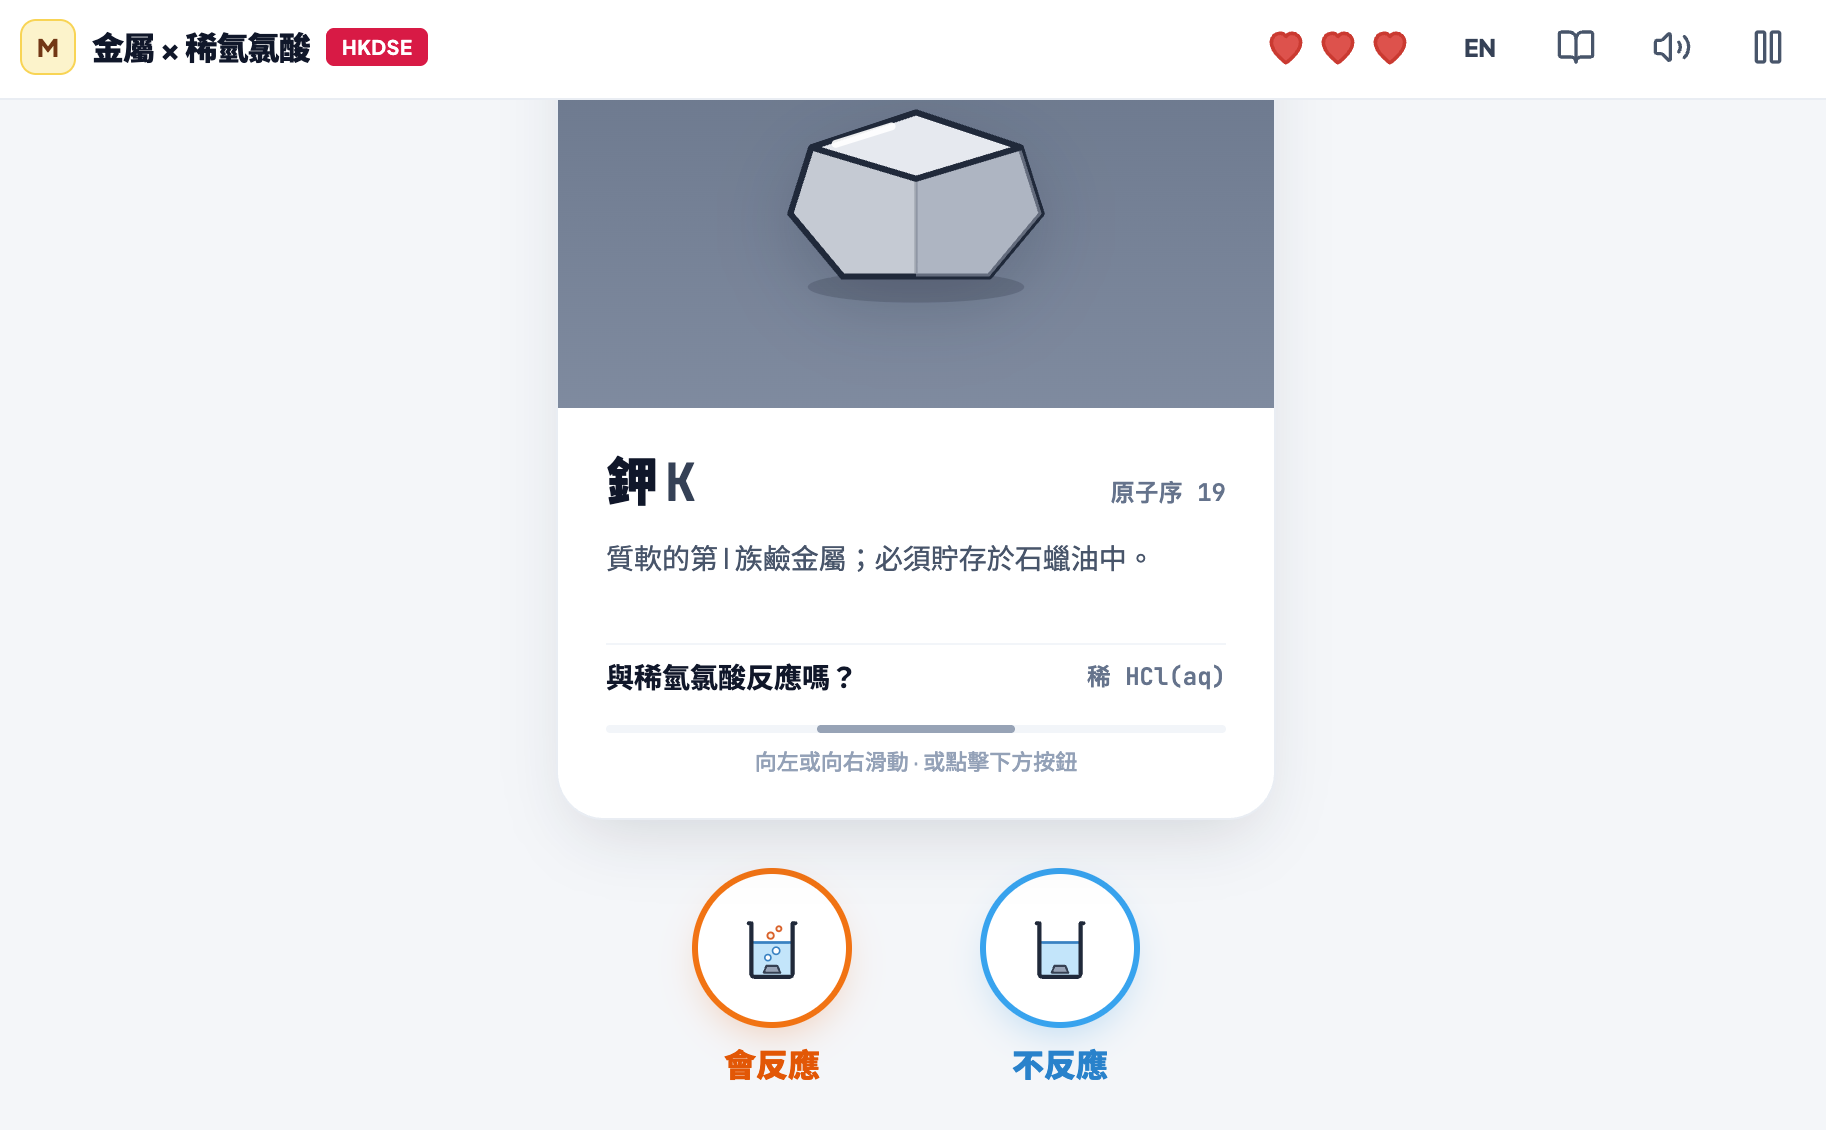 M 金屬 × 稀氫氯酸 HKDSE EN
鉀 K 原子序 19
質軟的第 I 族鹼金屬；必須貯存於石蠟油中。
與稀氫氯酸反應嗎？ 稀 HCl(aq)
向左或向右滑動 · 或點擊下方按鈕
會反應 不反應